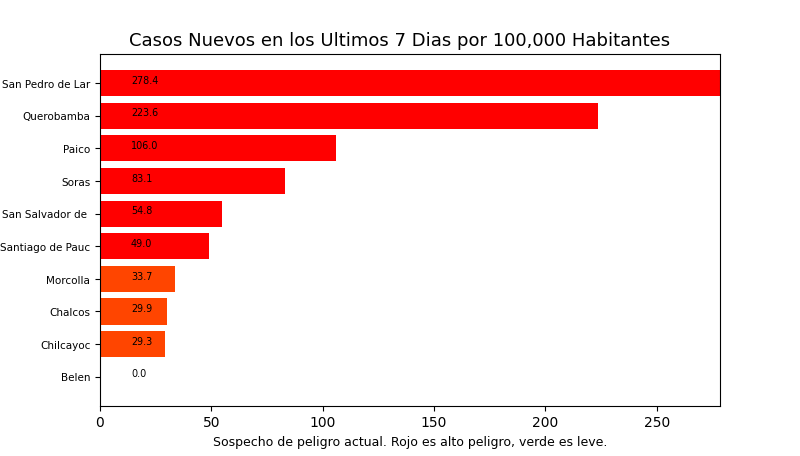 Casos Nuevos en los Ultimos 7 Dias por 100,000 Habitantes
San Pedro de Lar 278.4
Querobamba 223.6
Paico 106.0
Soras 83.1
San Salvador de 54.8
Santiago de Pauc 49.0
Morcolla 33.7
Chalcos 29.9
Chilcayoc 29.3
Belen 0.0
0 50 100 150 200 250
Sospecho de peligro actual. Rojo es alto peligro, verde es leve.